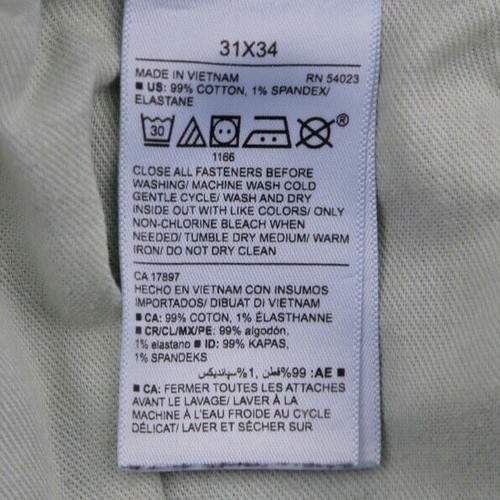 31X34
MADE IN VIETNAM RN 54023
■ US: 99% COTTON, 1% SPANDEX/
ELASTANE
30 ®
1166
CLOSE ALL FASTENERS BEFORE
WASHING/ MACHINE WASH COLD
GENTLE CYCLE/ WASH AND DRY
INSIDE OUT WITH LIKE COLORS/ ONLY
NON-CHLORINE BLEACH WHEN
NEEDED/ TUMBLE DRY MEDIUM/ WARM
IRON/ DO NOT DRY CLEAN
CA 17897
HECHO EN VIETNAM CON INSUMOS
IMPORTADOS/ DIBUAT DI VIETNAM
■ CA: 99% COTON, 1% ÉLASTHANNE
■ CR/CL/MX/PE: 99% algodón,
1% elastano ■ ID: 99% KAPAS,
1% SPANDEKS
■ AE: 99% قطن, 1% سباندیكس
■ CA: FERMER TOUTES LES ATTACHES
AVANT LE LAVAGE/ LAVER À LA
MACHINE À L'EAU FROIDE AU CYCLE
DÉLICAT/ LAVER ET SÉCHER SUR